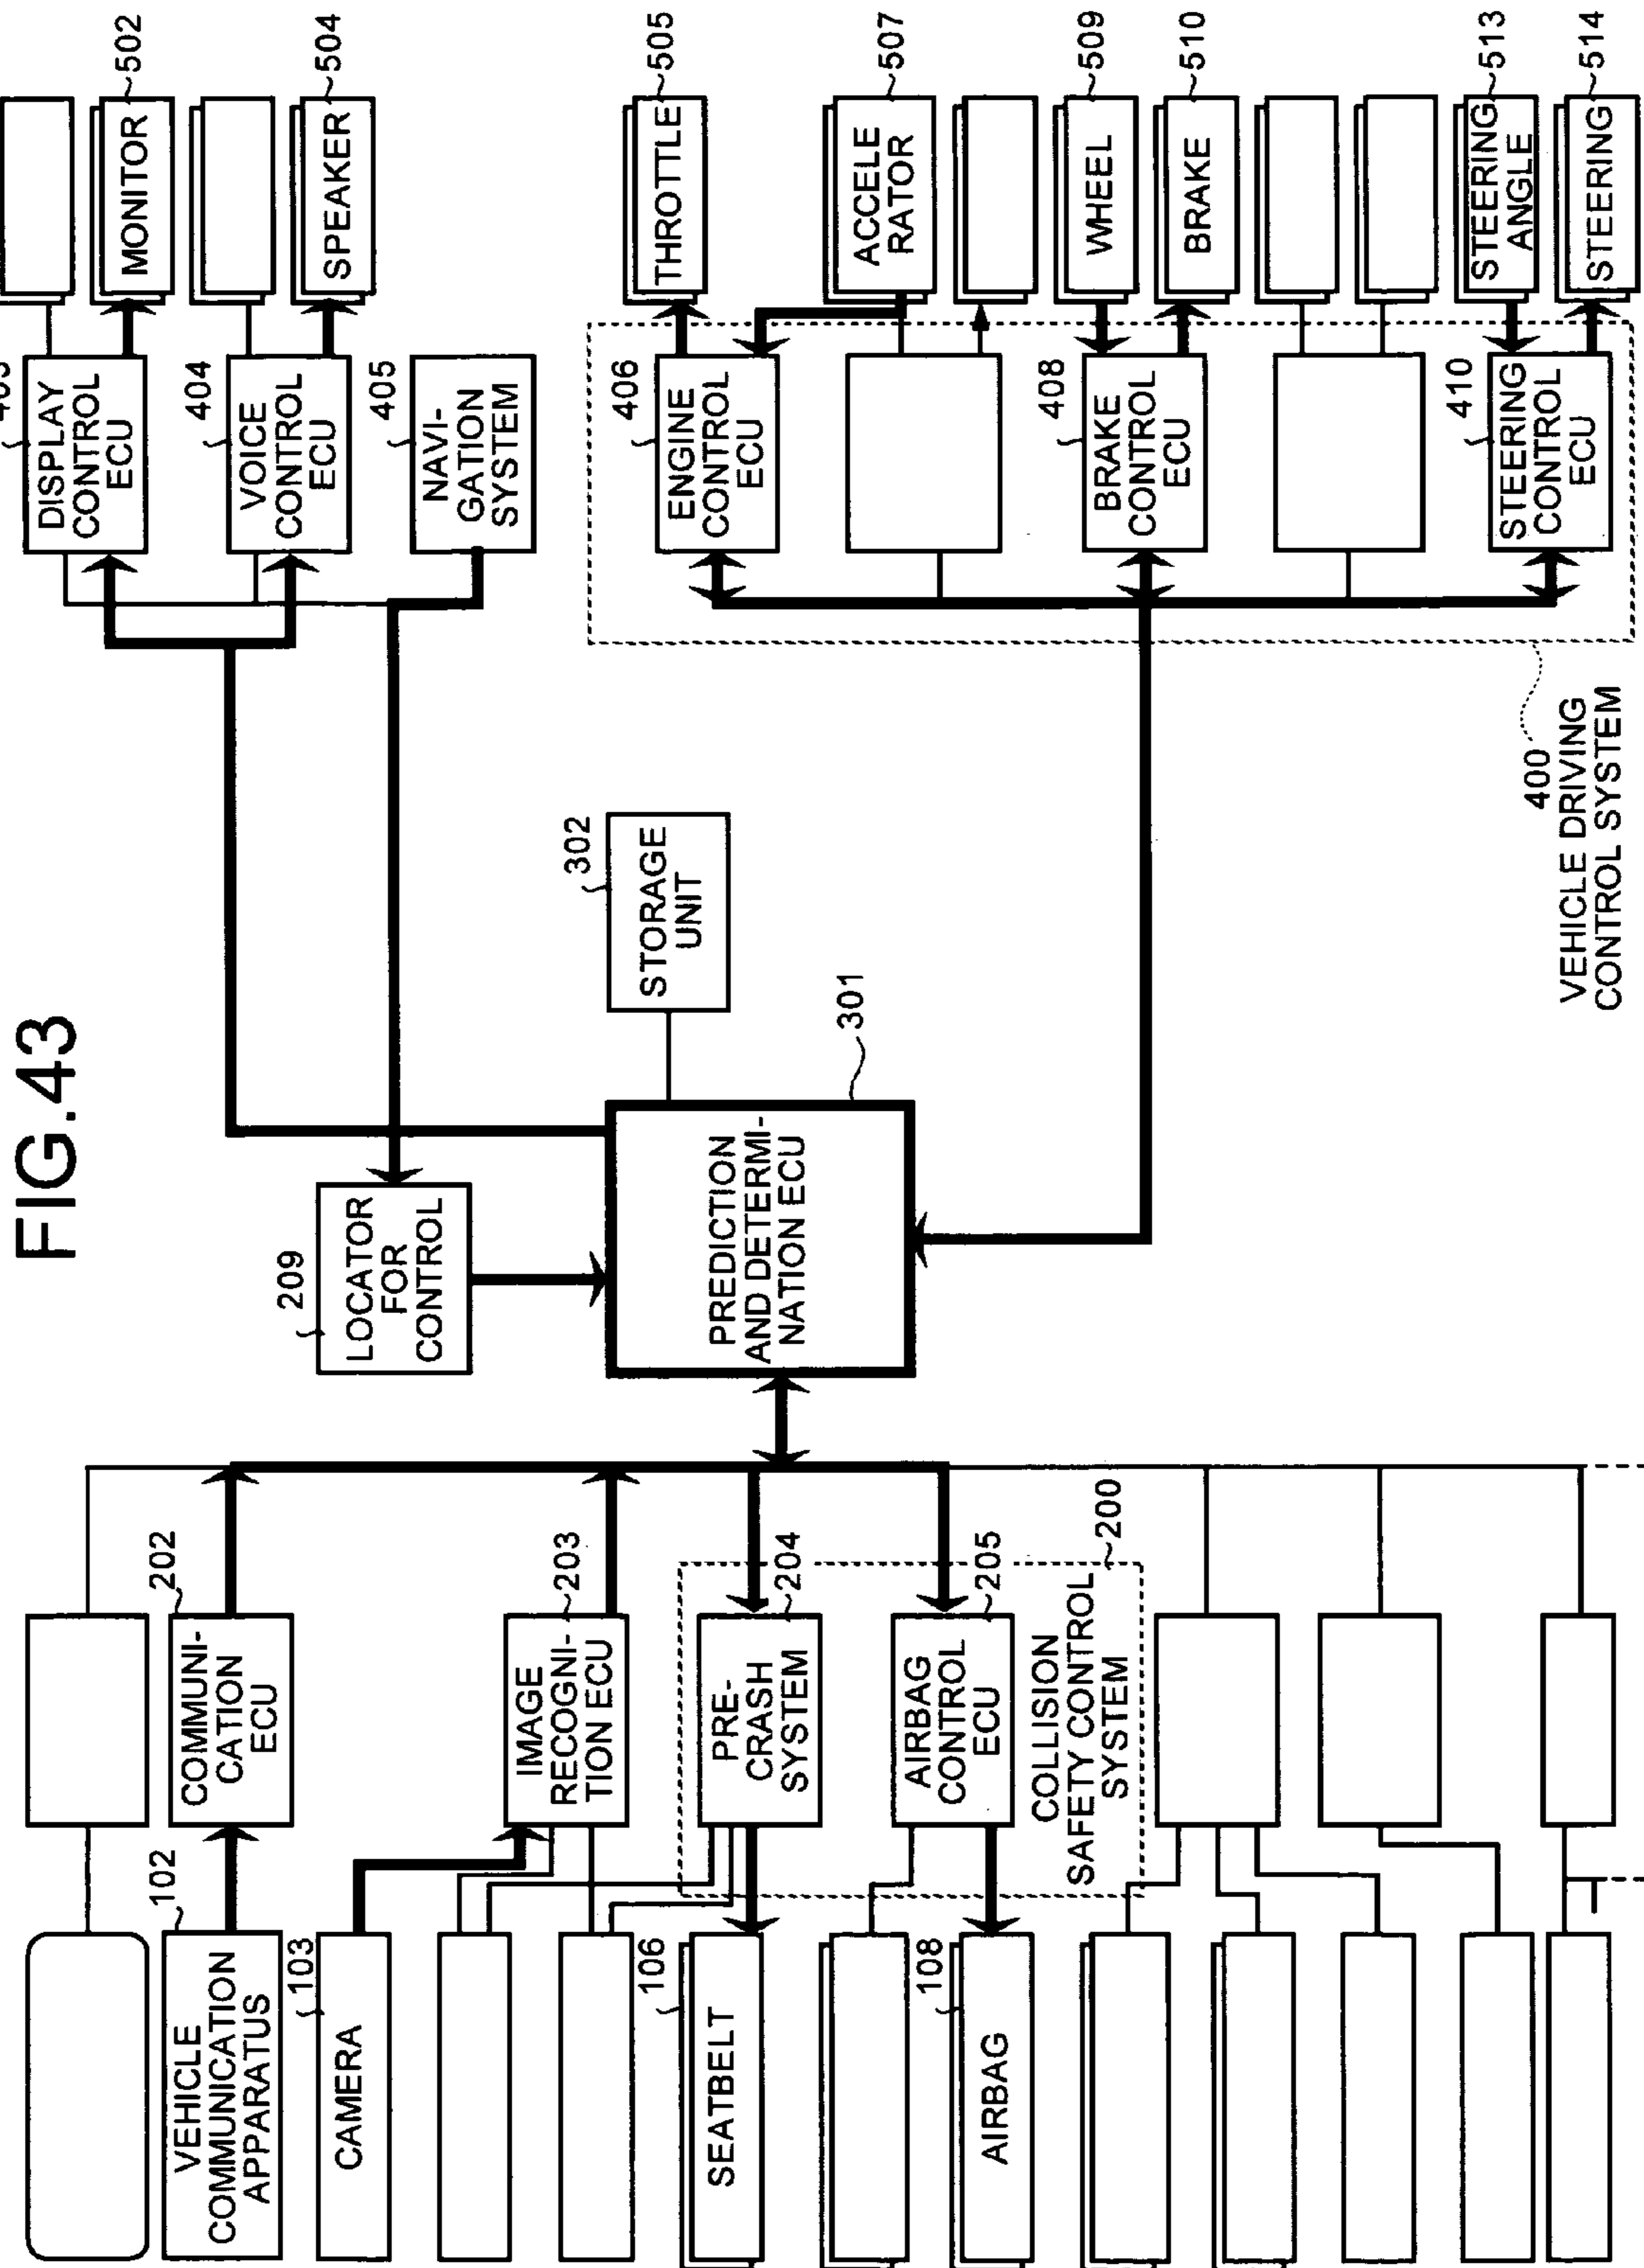 FIG.43
VEHICLE
COMMUNICATION
APPARATUS
102
CAMERA
103
SEATBELT
106
AIRBAG
108
COMMUNI-
CATION
ECU
202
IMAGE
RECOGNI-
TION ECU
203
PRE-
CRASH
SYSTEM
204
AIRBAG
CONTROL
ECU
205
COLLISION
SAFETY CONTROL
SYSTEM
200
LOCATOR
FOR
CONTROL
209
PREDICTION
AND DETERMI-
NATION ECU
301
STORAGE
UNIT
302
DISPLAY
CONTROL
ECU
VOICE
CONTROL
ECU
404
NAVI-
GATION
SYSTEM
405
ENGINE
CONTROL
ECU
406
BRAKE
CONTROL
ECU
408
STEERING
CONTROL
ECU
410
400
VEHICLE DRIVING
CONTROL SYSTEM
MONITOR
502
SPEAKER
504
THROTTLE
505
ACCELE
RATOR
507
WHEEL
509
BRAKE
510
STEERING
ANGLE
513
STEERING
514